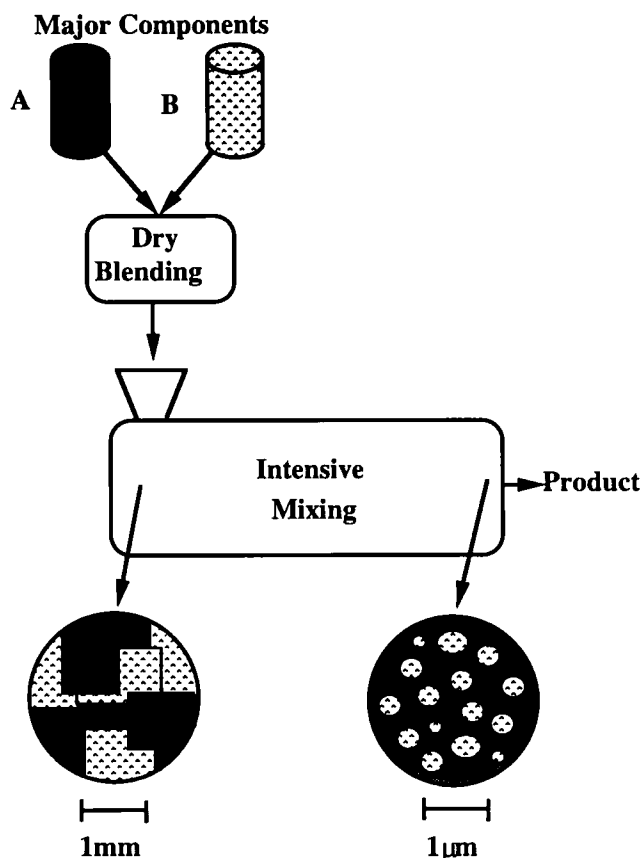 Major Components
A
B
Dry
Blending
Intensive
Mixing
Product
1mm
1μm